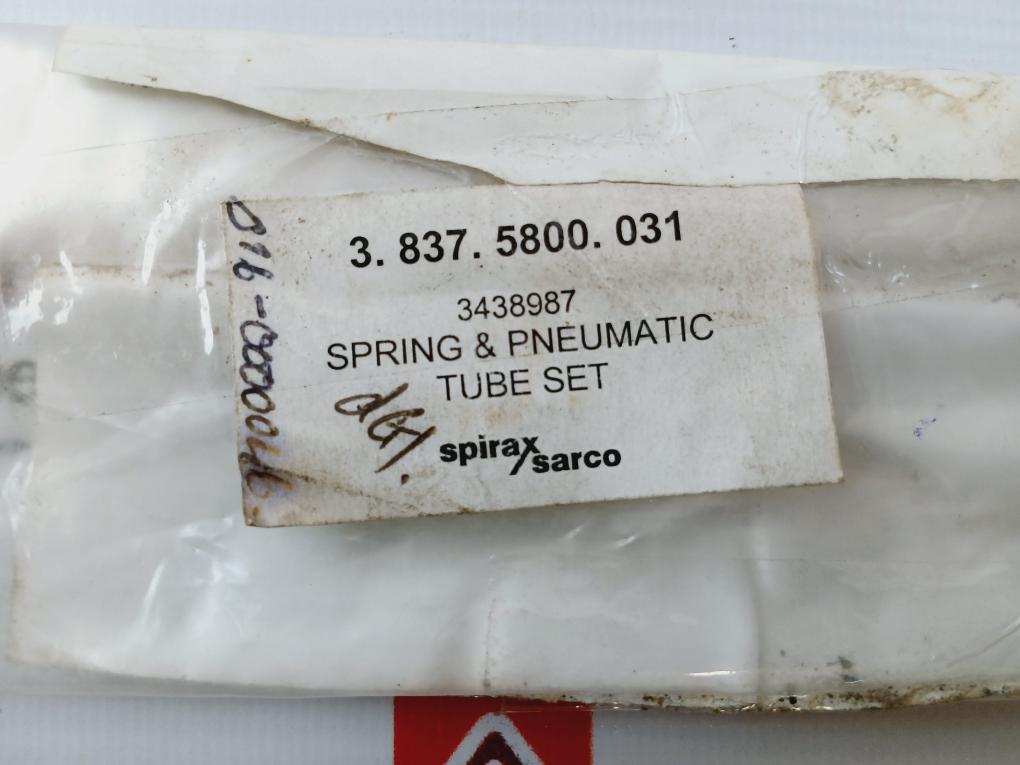 3. 837. 5800. 031
3438987
SPRING & PNEUMATIC
TUBE SET
spirax
sarco